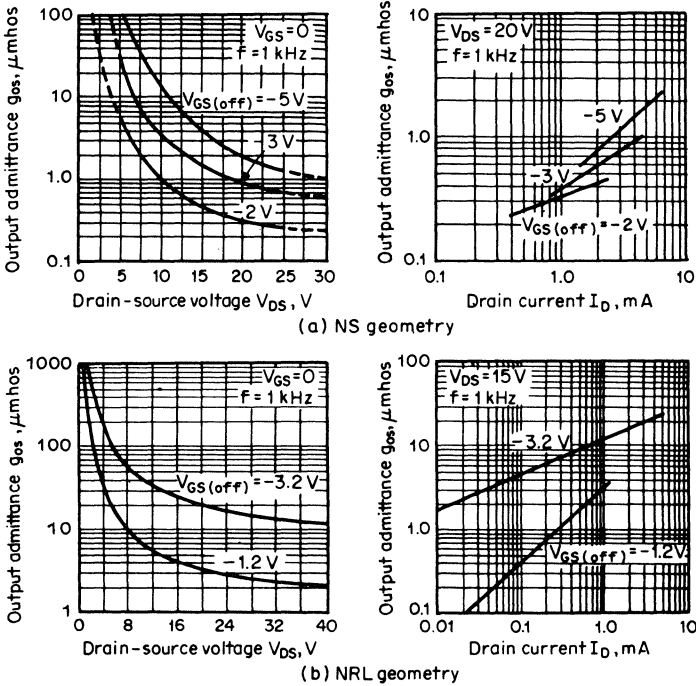 100
10
1.0
0.1
Output admittance gos, μmhos
VGS=0
f=1 kHz
VGS(off)=-5V
3 V
-2 V
0 5 10 15 20 25 30
Drain-source voltage VDS, V
10
1.0
0.1
Output admittance gos, μmhos
VDS=20V
f=1 kHz
-5 V
-3 V
VGS(off)=-2V
0.1 1.0 10
Drain current ID, mA
(a) NS geometry
1000
100
10
1
Output admittance gos, μmhos
VGS=0
f=1 kHz
VGS(off)=-3.2V
-1.2 V
0 8 16 24 32 40
Drain-source voltage VDS, V
100
10
1.0
0.1
Output admittance gos, μmhos
VDS=15V
f=1 kHz
-3.2 V
VGS(off)=-1.2V
0.01 0.1 1.0 10
Drain current ID, mA
(b) NRL geometry